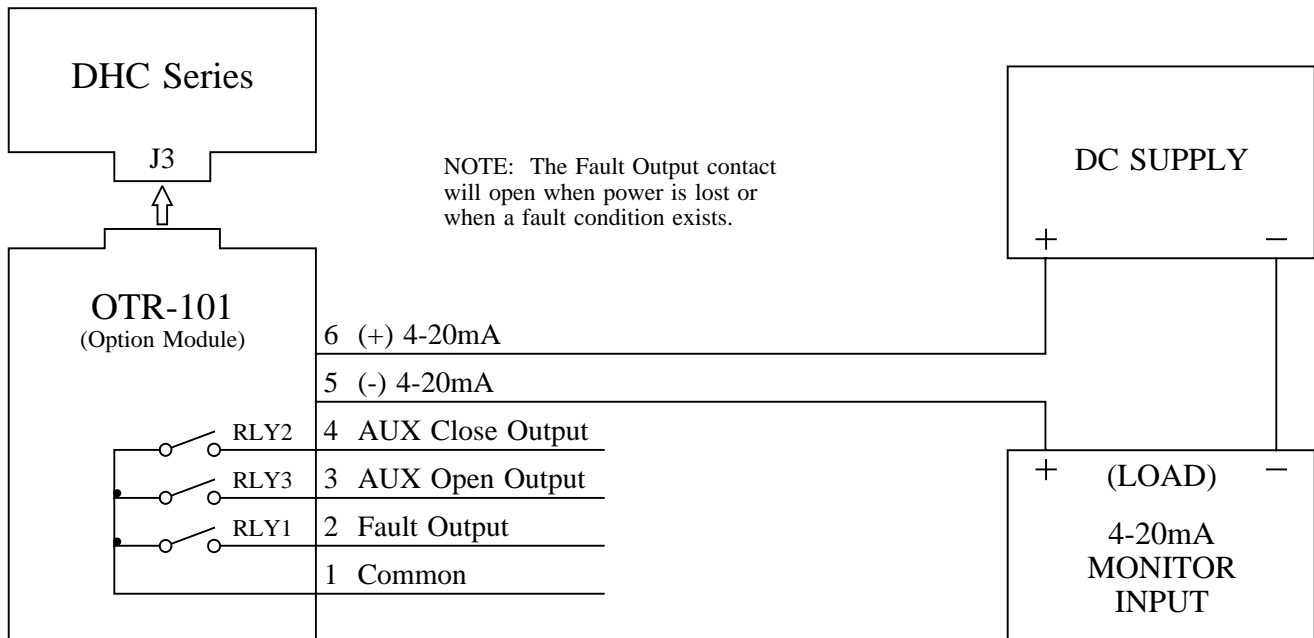 DHC Series
J3
NOTE: The Fault Output contact
will open when power is lost or
when a fault condition exists.
DC SUPPLY
+ −
OTR-101
(Option Module)
6 (+) 4-20mA
5 (-) 4-20mA
RLY2 4 AUX Close Output
RLY3 3 AUX Open Output
RLY1 2 Fault Output
1 Common
+ (LOAD) −
4-20mA
MONITOR
INPUT